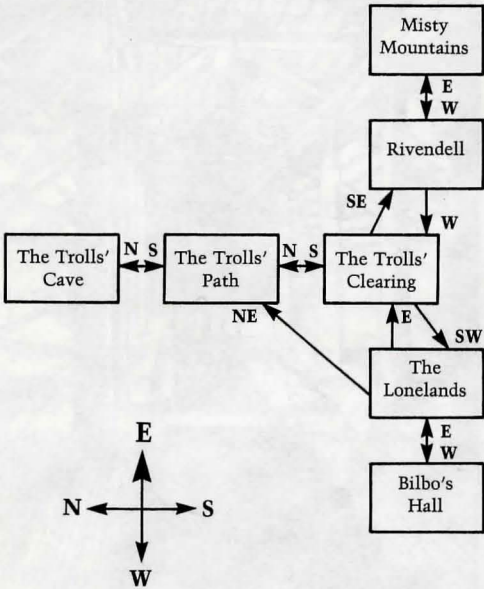 Misty
Mountains
E
W
Rivendell
SE
W
The Trolls'
Cave
N S
The Trolls'
Path
N S
The Trolls'
Clearing
NE
E
SW
The
Lonelands
E
W
Bilbo's
Hall
E
N S
W